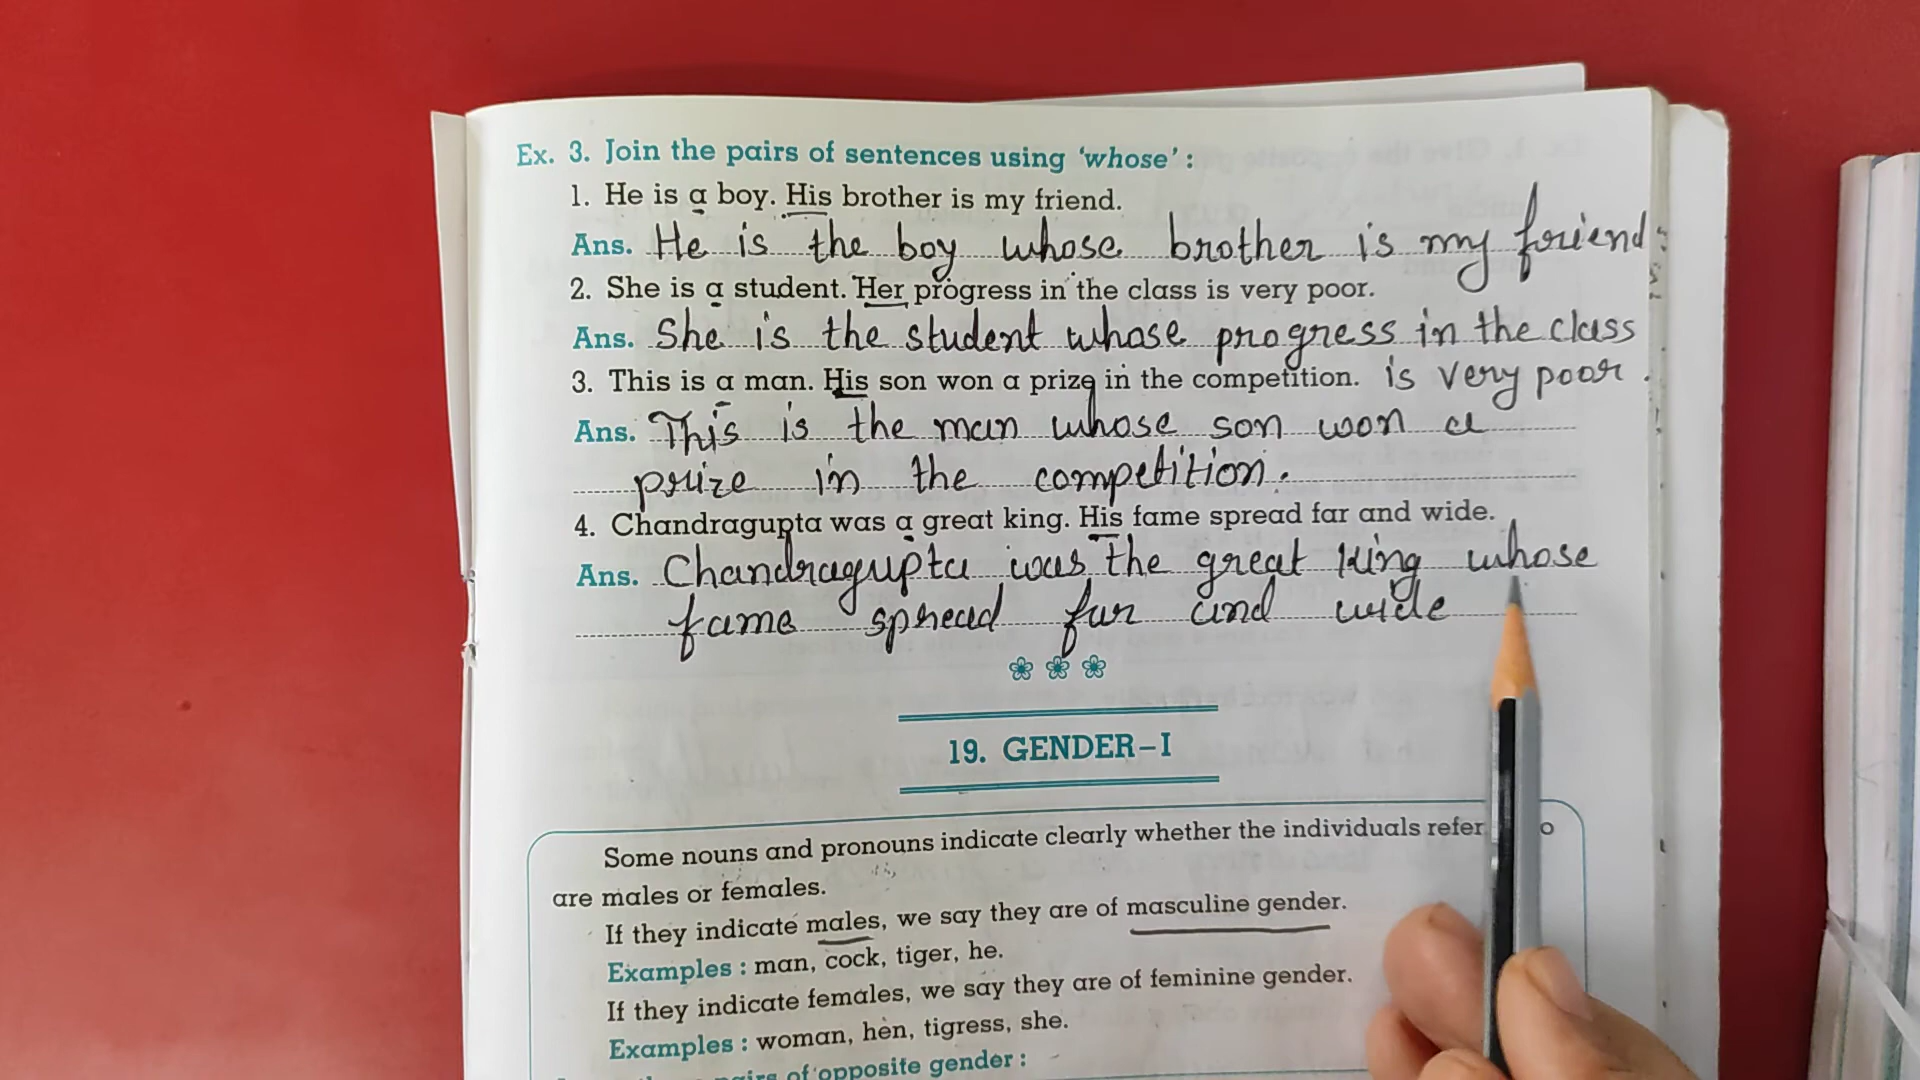 Ex. 3. Join the pairs of sentences using 'whose' :
1. He is a boy. His brother is my friend.
Ans. He is the boy whose brother is my friend.
2. She is a student. Her progress in the class is very poor.
Ans. She is the student whose progress in the class
is very poor.
3. This is a man. His son won a prize in the competition.
Ans. This is the man whose son won a
prize in the competition.
4. Chandragupta was a great king. His fame spread far and wide.
Ans. Chandragupta was the great king whose
fame spread far and wide
19. GENDER–I
Some nouns and pronouns indicate clearly whether the individuals refer
are males or females.
If they indicate males, we say they are of masculine gender.
Examples : man, cock, tiger, he.
If they indicate females, we say they are of feminine gender.
Examples : woman, hen, tigress, she.
pairs of opposite gender :